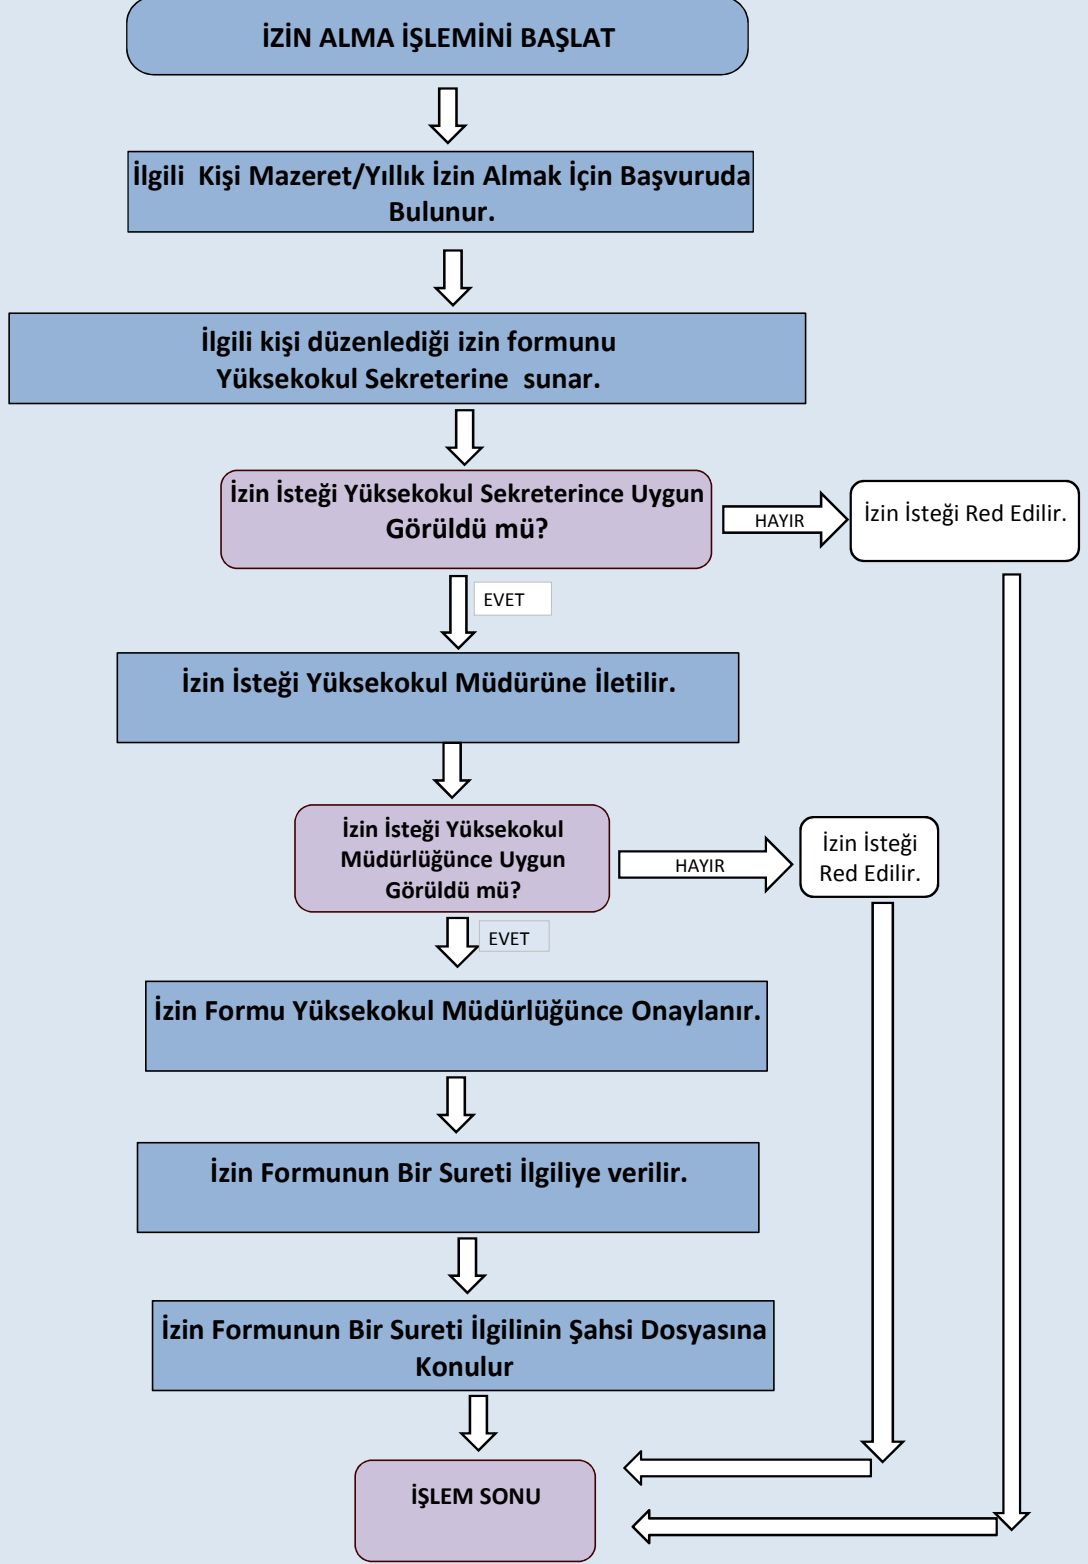 İZİN ALMA İŞLEMİNİ BAŞLAT
İlgili Kişi Mazeret/Yıllık İzin Almak İçin Başvuruda
Bulunur.
İlgili kişi düzenlediği izin formunu
Yüksekokul Sekreterine sunar.
İzin İsteği Yüksekokul Sekreterince Uygun
Görüldü mü?
HAYIR
İzin İsteği Red Edilir.
EVET
İzin İsteği Yüksekokul Müdürüne İletilir.
İzin İsteği Yüksekokul
Müdürlüğünce Uygun
Görüldü mü?
HAYIR
İzin İsteği
Red Edilir.
EVET
İzin Formu Yüksekokul Müdürlüğünce Onaylanır.
İzin Formunun Bir Sureti İlgiliye verilir.
İzin Formunun Bir Sureti İlgilinin Şahsi Dosyasına
Konulur
İŞLEM SONU